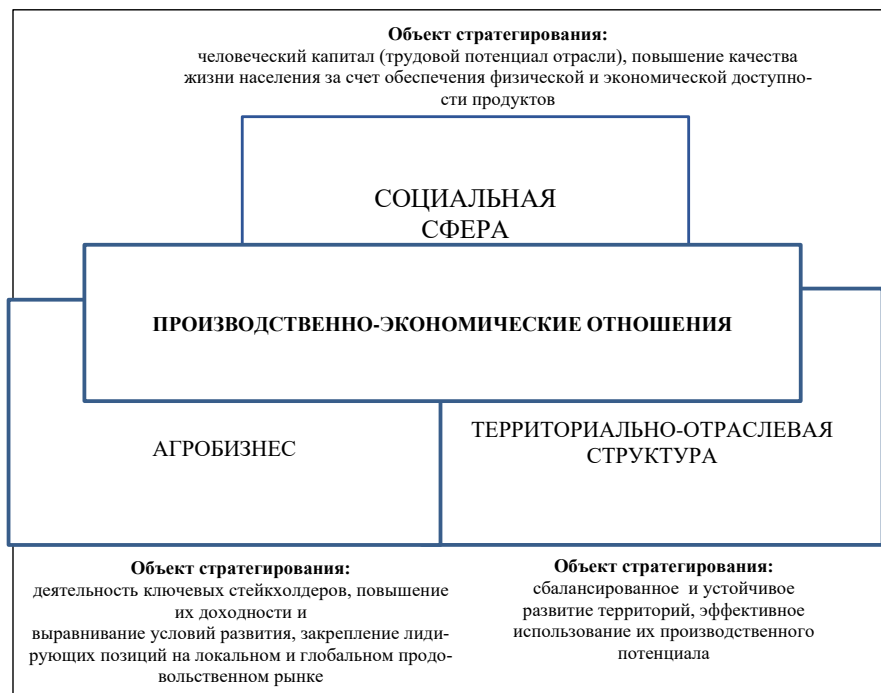 Объект стратегирования:
человеческий капитал (трудовой потенциал отрасли), повышение качества
жизни населения за счет обеспечения физической и экономической доступно-
сти продуктов
СОЦИАЛЬНАЯ
СФЕРА
ПРОИЗВОДСТВЕННО-ЭКОНОМИЧЕСКИЕ ОТНОШЕНИЯ
АГРОБИЗНЕС
ТЕРРИТОРИАЛЬНО-ОТРАСЛЕВАЯ
СТРУКТУРА
Объект стратегирования:
деятельность ключевых стейкхолдеров, повышение
их доходности и
выравнивание условий развития, закрепление лиди-
рующих позиций на локальном и глобальном продо-
вольственном рынке
Объект стратегирования:
сбалансированное и устойчивое
развитие территорий, эффективное
использование их производственного
потенциала